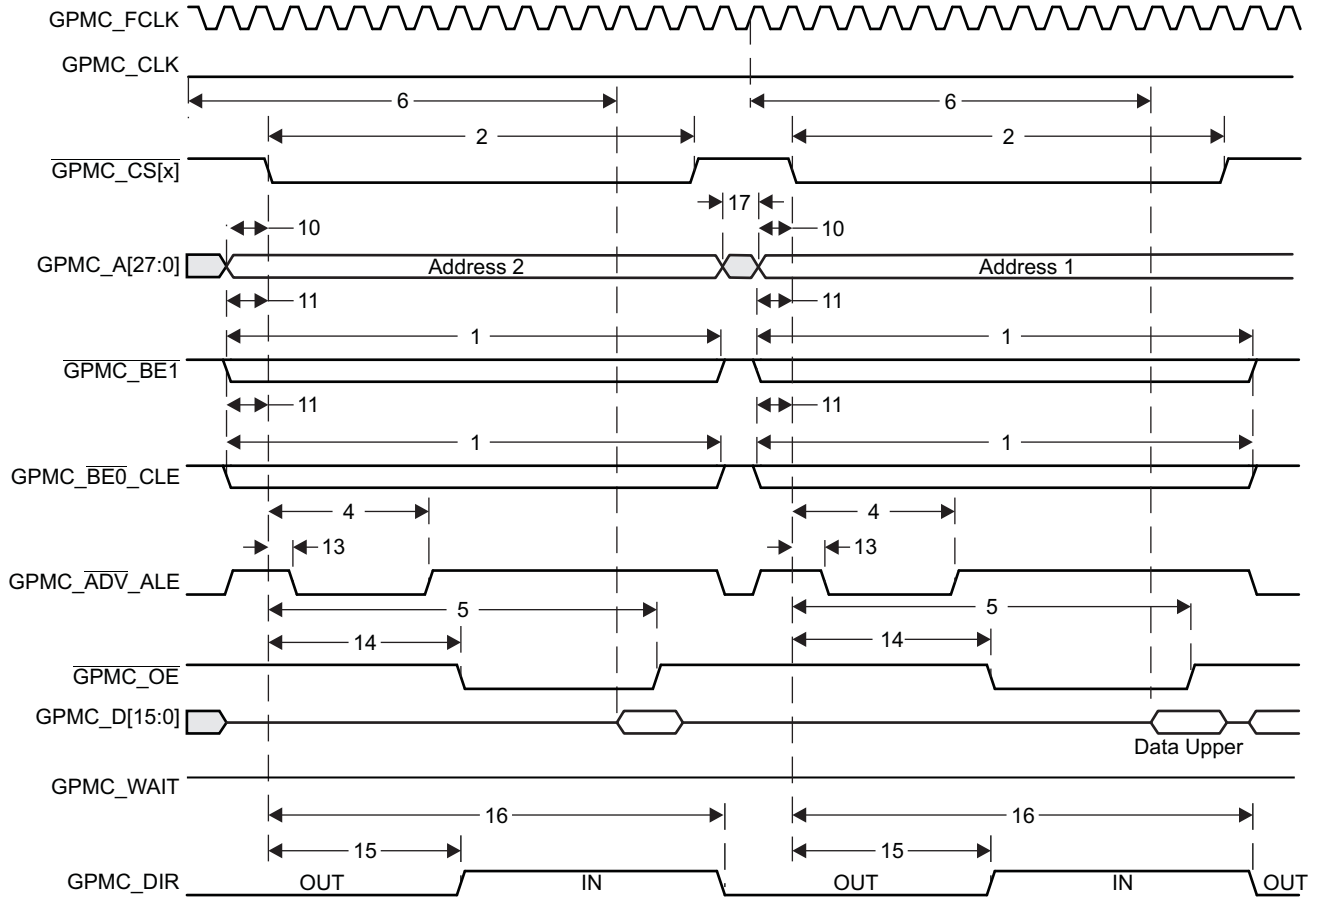 GPMC_FCLK
GPMC_CLK
6 6
2 2
GPMC_CS[x]
17
10 10
GPMC_A[27:0] Address 2 Address 1
11 11
1 1
GPMC_BE1
11 11
1 1
GPMC_BE0_CLE
4 4
13 13
GPMC_ADV_ALE
5 5
14 14
GPMC_OE
GPMC_D[15:0]
Data Upper
GPMC_WAIT
16 16
15 15
GPMC_DIR OUT IN OUT IN OUT